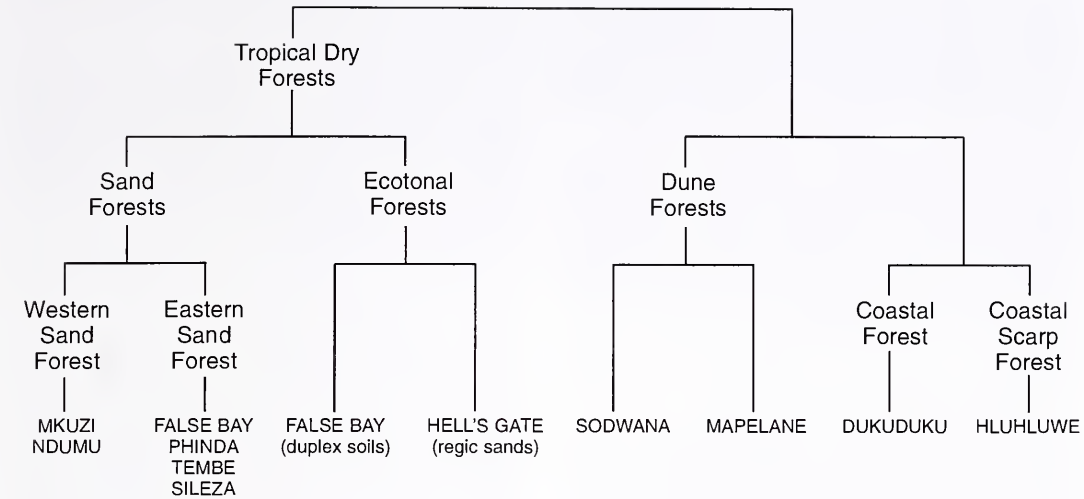 Tropical Dry
Forests
Sand
Forests
Ecotonal
Forests
Dune
Forests
Western
Sand
Forest
Eastern
Sand
Forest
Coastal
Forest
Coastal
Scarp
Forest
MKUZI
NDUMU
FALSE BAY
PHINDA
TEMBE
SILEZA
FALSE BAY
(duplex soils)
HELL'S GATE
(regic sands)
SODWANA
MAPELANE
DUKUDUKU
HLUHLUWE